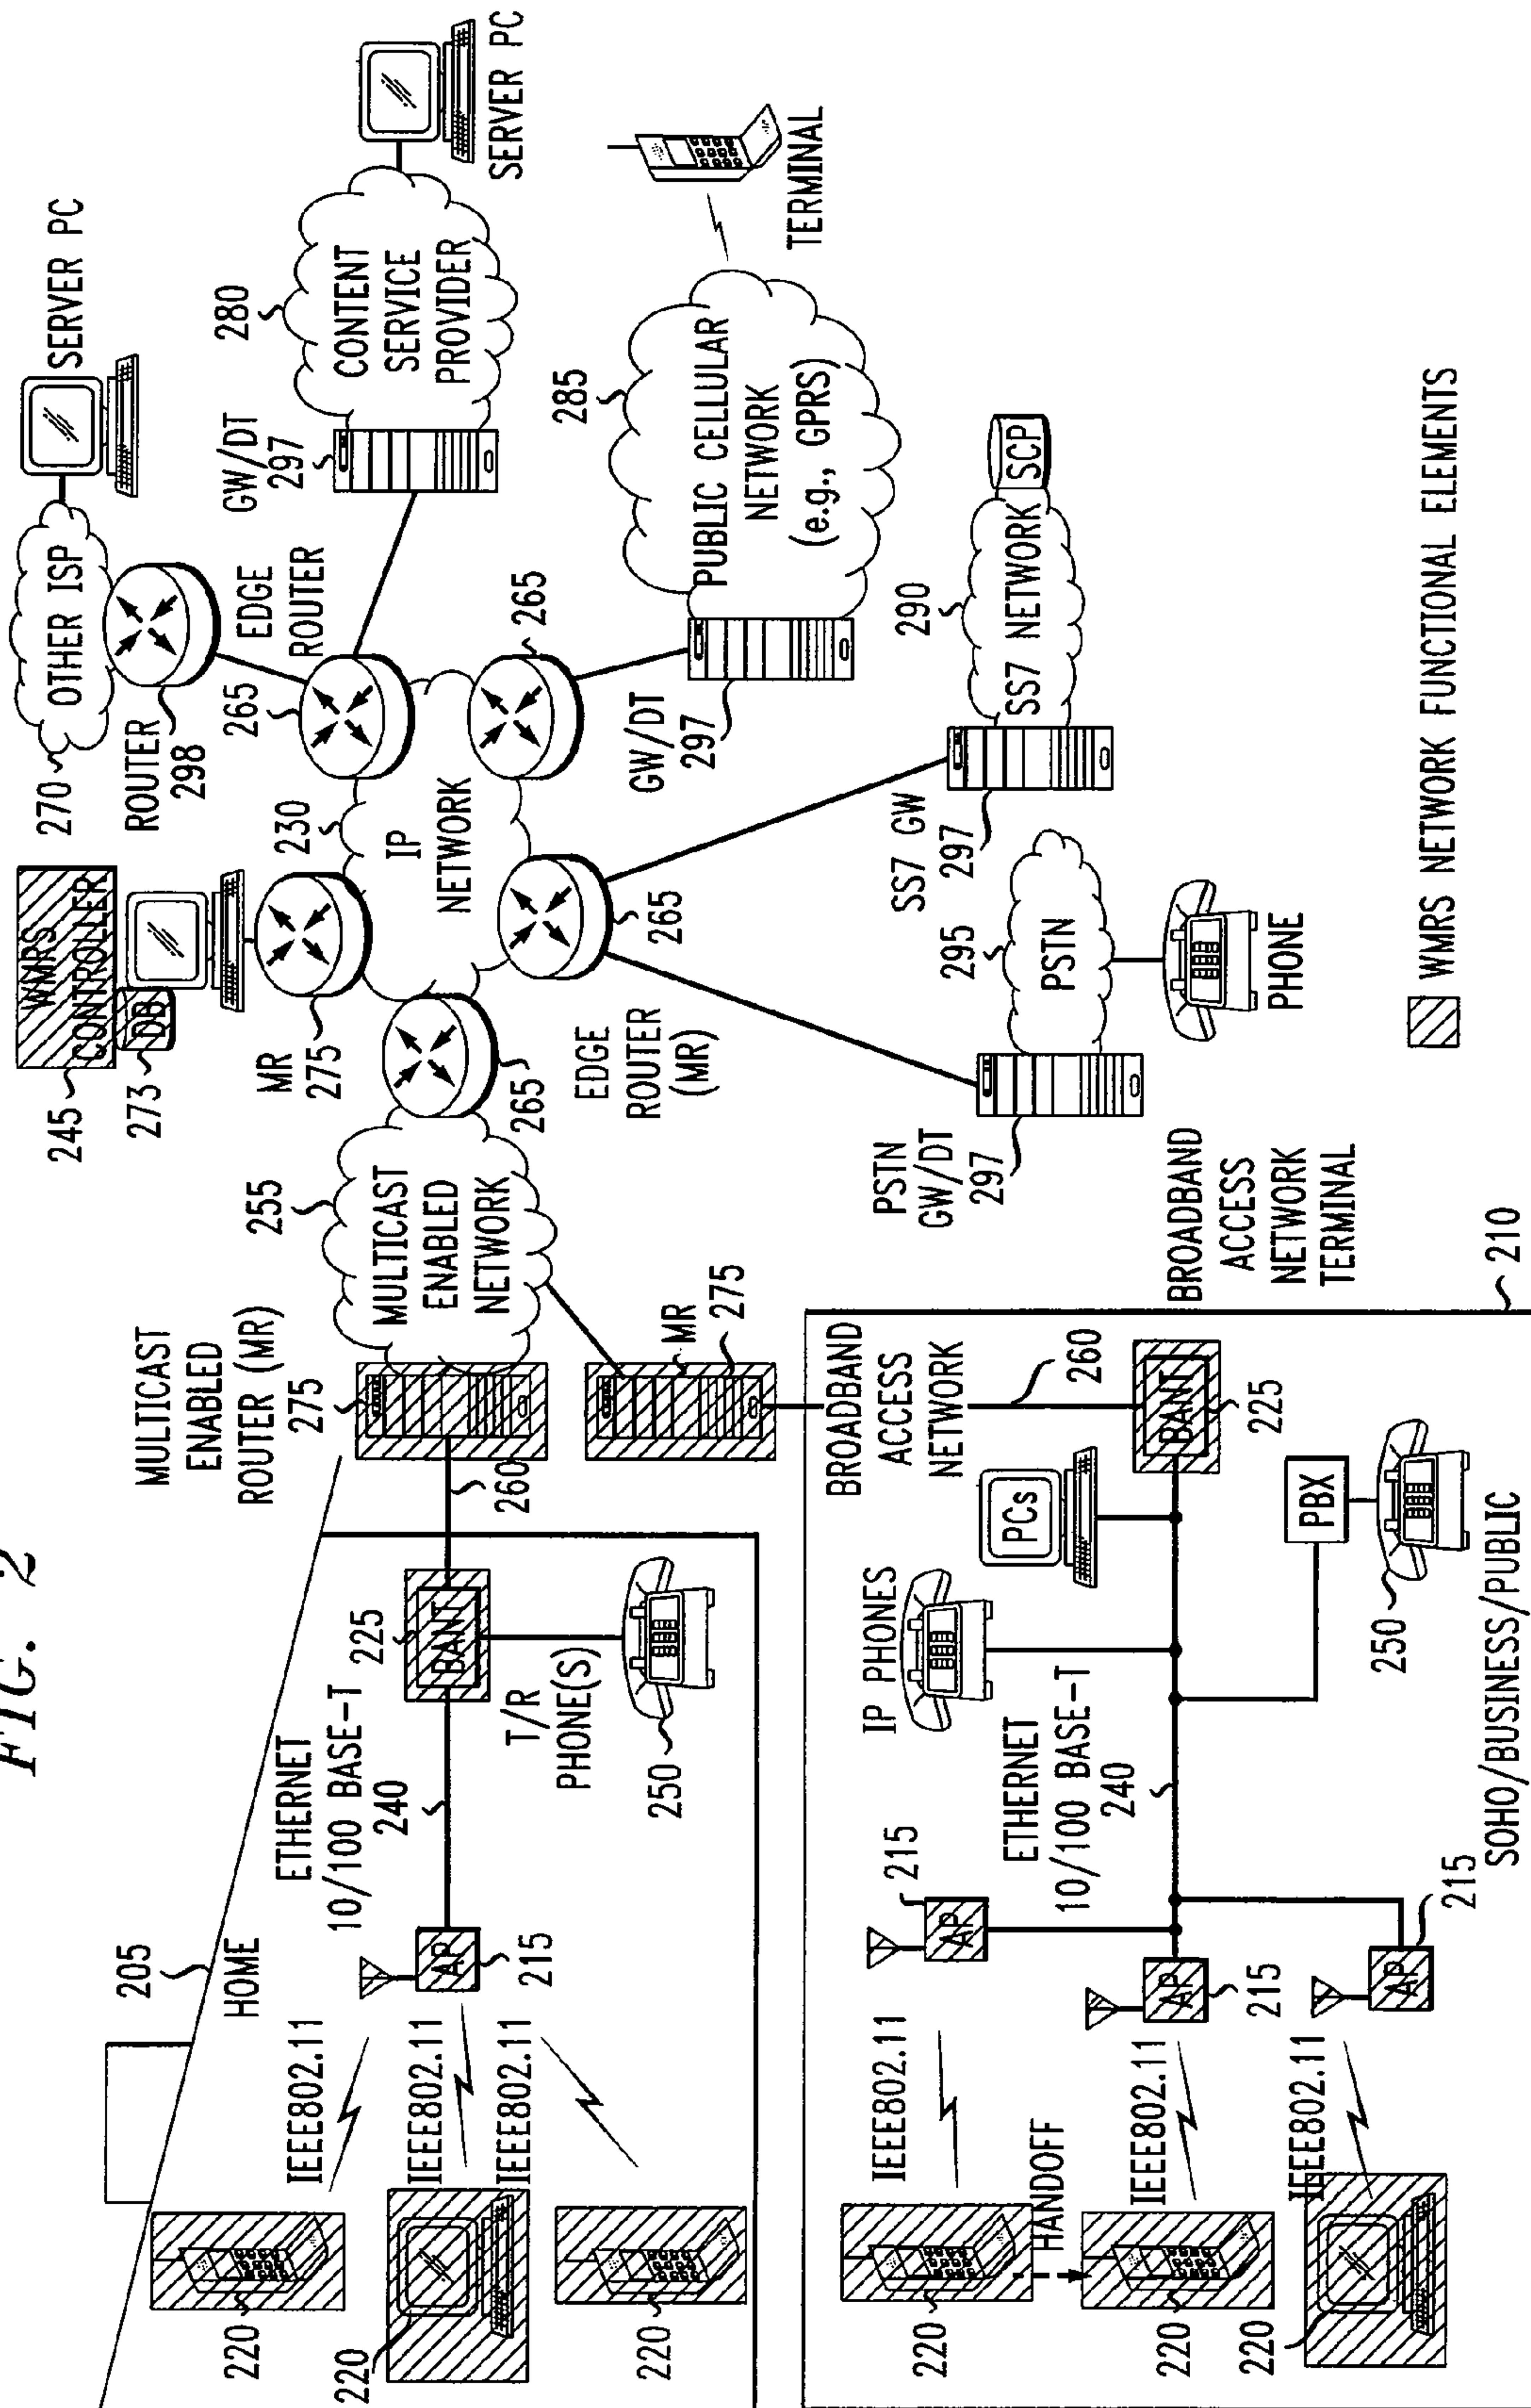 FIG. 2
205
HOME
220
220
220
IEEE802.11
IEEE802.11
IEEE802.11
AP
215
ETHERNET
10/100 BASE-T
240
BANT
225
T/R
PHONE(S)
250
260
MULTICAST
ENABLED
ROUTER (MR)
275
MR
275
255
MULTICAST
ENABLED
NETWORK
245
WMRS
CONTROLLER
DB
273
MR
275
230
IP
NETWORK
265
265
EDGE
ROUTER
(MR)
265
265
EDGE
ROUTER
270
OTHER ISP
SERVER PC
ROUTER
298
GW/DT
297
280
CONTENT
SERVICE
PROVIDER
SERVER PC
GW/DT
297
285
PUBLIC CELLULAR
NETWORK
(e.g., GPRS)
TERMINAL
SS7 GW
297
290
SS7 NETWORK
SCP
PSTN
GW/DT
297
295
PSTN
PHONE
BROADBAND
ACCESS
NETWORK
260
BROADBAND
ACCESS
NETWORK
TERMINAL
210
BANT
225
PCs
IP PHONES
ETHERNET
10/100 BASE-T
240
PBX
250
AP
215
AP
215
AP
215
IEEE802.11
IEEE802.11
IEEE802.11
HANDOFF
220
220
220
SOHO/BUSINESS/PUBLIC
WMRS NETWORK FUNCTIONAL ELEMENTS